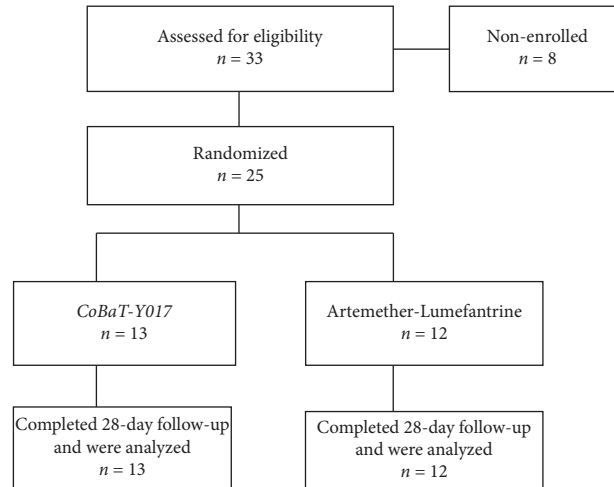 Assessed for eligibility
n = 33
Non-enrolled
n = 8
Randomized
n = 25
CoBaT-Y017
n = 13
Artemether-Lumefantrine
n = 12
Completed 28-day follow-up
and were analyzed
n = 13
Completed 28-day follow-up
and were analyzed
n = 12